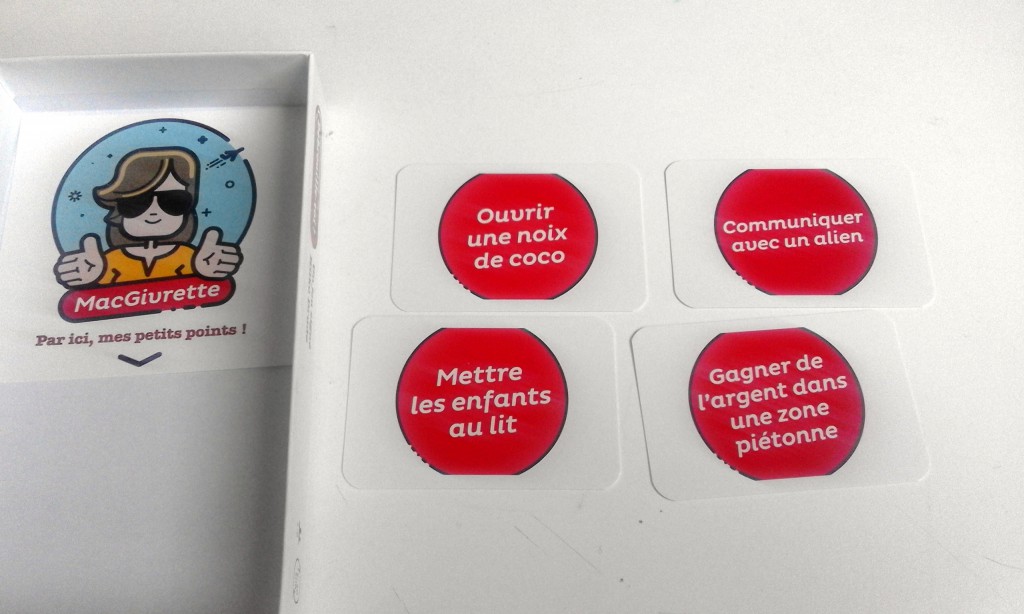 MacGivrette
Par ici, mes petits points !
Ouvrir
une noix
de coco
Communiquer
avec un alien
Mettre
les enfants
au lit
Gagner de
l'argent dans
une zone
piétonne